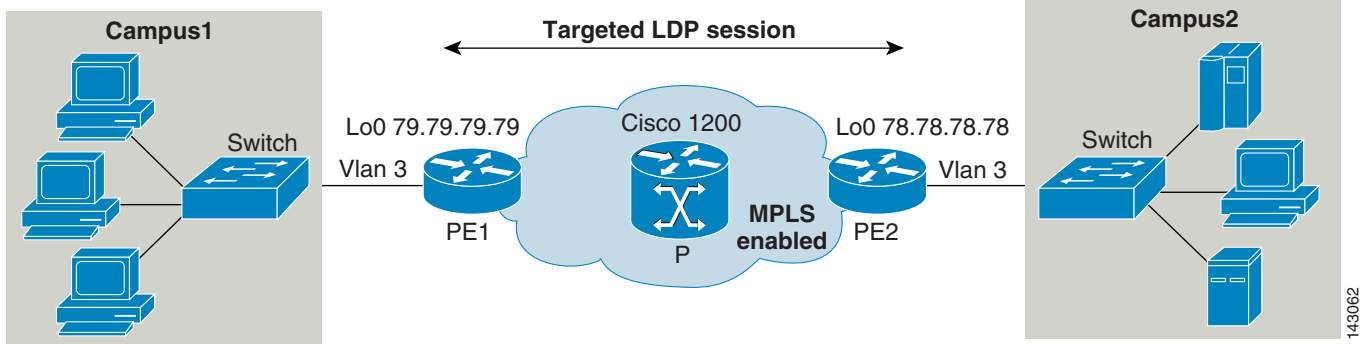 Campus1
Targeted LDP session
Campus2
Switch
Lo0 79.79.79.79
Cisco 1200
Lo0 78.78.78.78
Switch
Vlan 3
Vlan 3
PE1
P
MPLS
enabled
PE2
143062